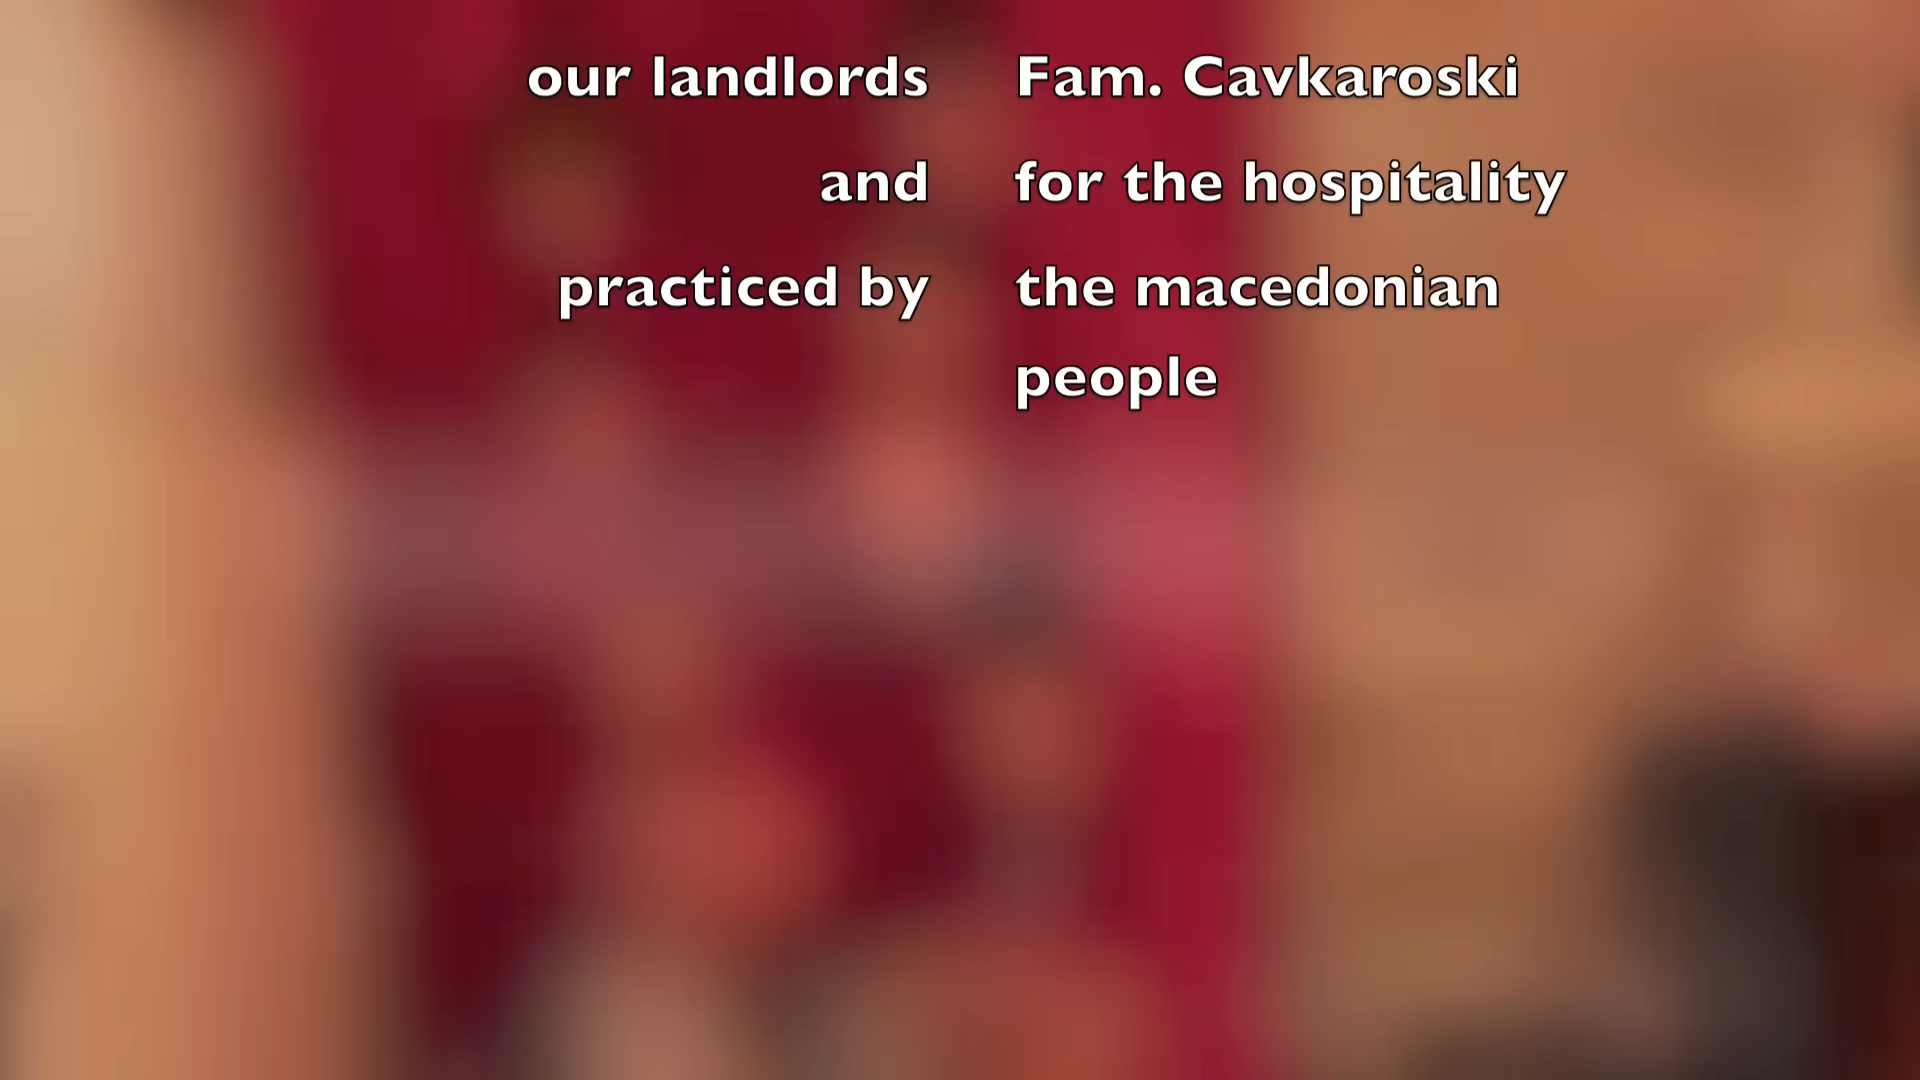 our landlords Fam. Cavkaroski
and for the hospitality
practiced by the macedonian
people